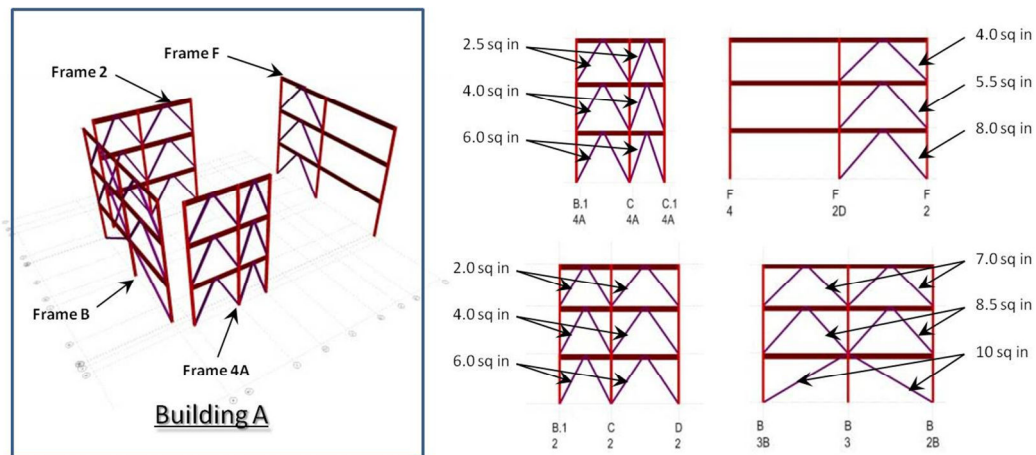 Frame F
Frame 2
Frame B
Frame 4A
Building A
2.5 sq in
4.0 sq in
6.0 sq in
B.1 C C.1
4A 4A 4A
4.0 sq in
5.5 sq in
8.0 sq in
F F F
4 2D 2
2.0 sq in
4.0 sq in
6.0 sq in
B.1 C D
2 2 2
7.0 sq in
8.5 sq in
10 sq in
B B B
3B 3 2B